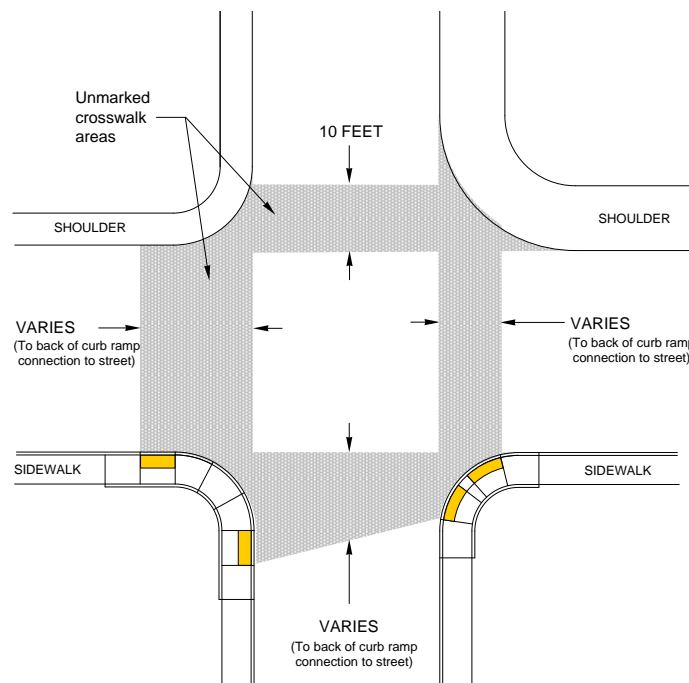 Unmarked
crosswalk
areas
10 FEET
SHOULDER
SHOULDER
VARIES
(To back of curb ramp
connection to street)
VARIES
(To back of curb ramp
connection to street)
SIDEWALK
SIDEWALK
VARIES
(To back of curb ramp
connection to street)